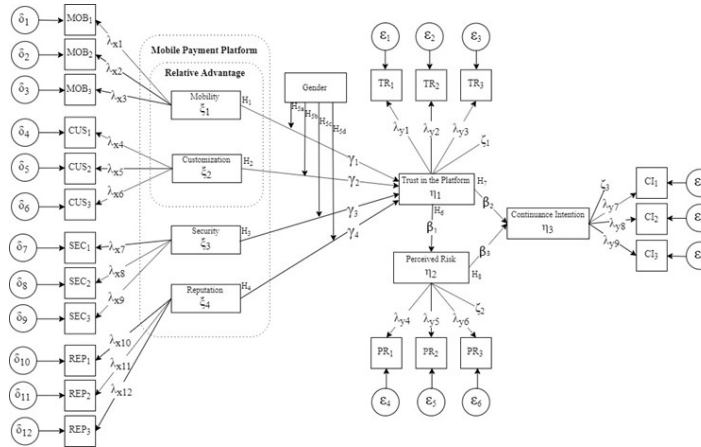 δ1 MOB1 λx1
δ2 MOB2 λx2
δ3 MOB3 λx3
δ4 CUS1 λx4
δ5 CUS2 λx5
δ6 CUS3 λx6
δ7 SEC1 λx7
δ8 SEC2 λx8
δ9 SEC3 λx9
δ10 REP1 λx10
δ11 REP2 λx11
δ12 REP3 λx12
Mobile Payment Platform
Relative Advantage
Mobility H1
ξ1
Customization H2
ξ2
Security H3
ξ3
Reputation H4
ξ4
Gender
H5a
H5b
H5c
H5d
γ1
γ2
γ3
γ4
ε1 ε2 ε3
TR1 TR2 TR3
λy1 λy2 λy3 ζ1
Trust in the Platform H7
η1
H6
β1 β2
Perceived Risk β3
η2 H8
λy4 λy5 λy6 ζ2
PR1 PR2 PR3
ε4 ε5 ε6
Continuance Intention
η3
ζ3
λy7 CI1 ε
λy8 CI2 ε
λy9 CI3 ε